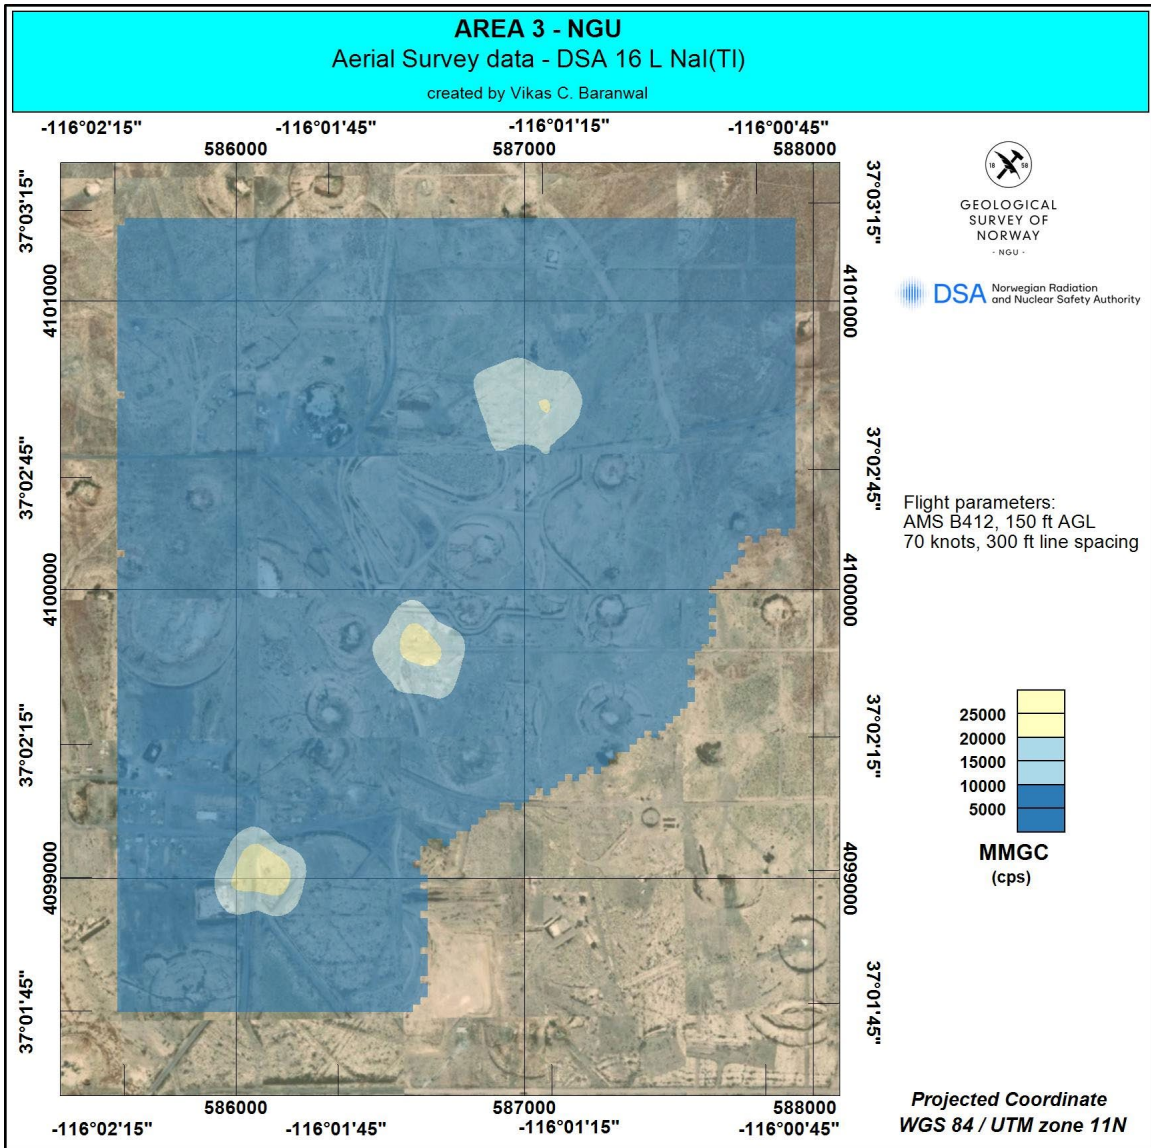 AREA 3 - NGU
Aerial Survey data - DSA 16 L NaI(Tl)
created by Vikas C. Baranwal
-116°02'15" -116°01'45" -116°01'15" -116°00'45"
586000 587000 588000
37°03'15"
37°03'15"
18 58
GEOLOGICAL
SURVEY OF
NORWAY
- NGU -
4101000
4101000
DSA Norwegian Radiation
and Nuclear Safety Authority
37°02'45"
37°02'45"
Flight parameters:
AMS B412, 150 ft AGL
70 knots, 300 ft line spacing
4100000
4100000
37°02'15"
37°02'15"
25000
20000
15000
10000
5000
MMGC
(cps)
4099000
4099000
37°01'45"
37°01'45"
586000 587000 588000
-116°02'15" -116°01'45" -116°01'15" -116°00'45"
Projected Coordinate
WGS 84 / UTM zone 11N